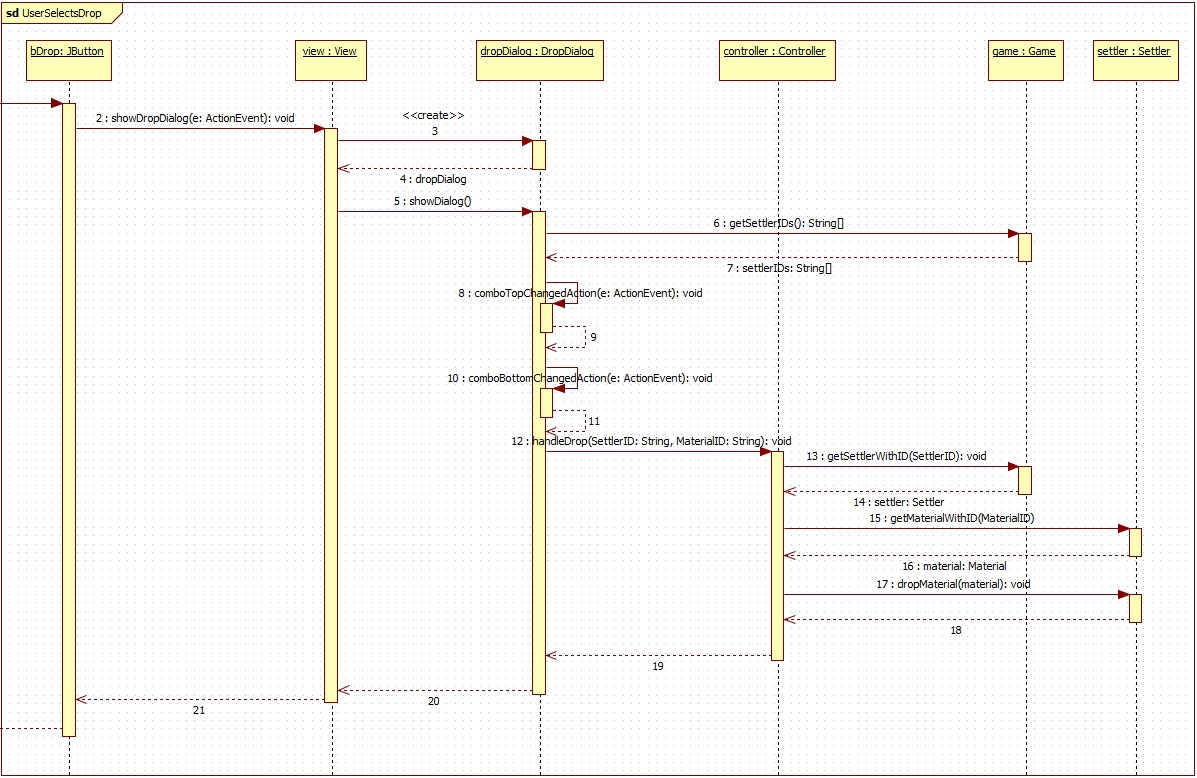 sd UserSelectsDrop
bDrop: JButton
view : View
dropDialog : DropDialog
controller : Controller
game : Game
settler : Settler
2 : showDropDialog(e: ActionEvent): void
<<create>>
3
4 : dropDialog
5 : showDialog()
6 : getSettlerIDs(): String[]
7 : settlerIDs: String[]
8 : comboTopChangedAction(e: ActionEvent): void
9
10 : comboBottomChangedAction(e: ActionEvent): void
11
12 : handleDrop(SettlerID: String, MaterialID: String): void
13 : getSettlerWithID(SettlerID): void
14 : settler: Settler
15 : getMaterialWithID(MaterialID)
16 : material: Material
17 : dropMaterial(material): void
18
19
20
21